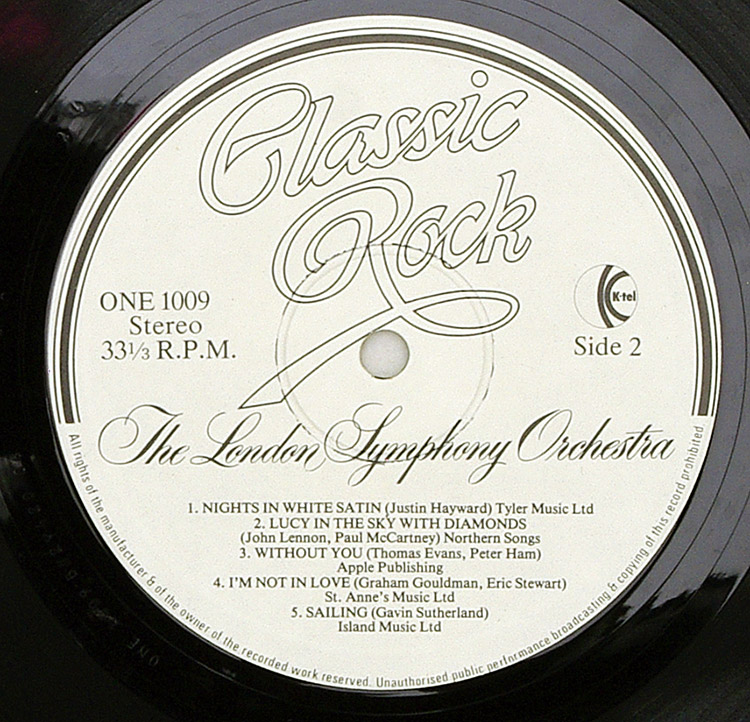 Classic
Rock
ONE 1009
Stereo
33⅓ R.P.M.
K-tel
Side 2
The London Symphony Orchestra
1. NIGHTS IN WHITE SATIN (Justin Hayward) Tyler Music Ltd
2. LUCY IN THE SKY WITH DIAMONDS
(John Lennon, Paul McCartney) Northern Songs
3. WITHOUT YOU (Thomas Evans, Peter Ham)
Apple Publishing
4. I'M NOT IN LOVE (Graham Gouldman, Eric Stewart)
St. Anne's Music Ltd
5. SAILING (Gavin Sutherland)
Island Music Ltd
All rights of the manufacturer & of the owner of the recorded work reserved. Unauthorised public performance broadcasting & copying of this record prohibited.